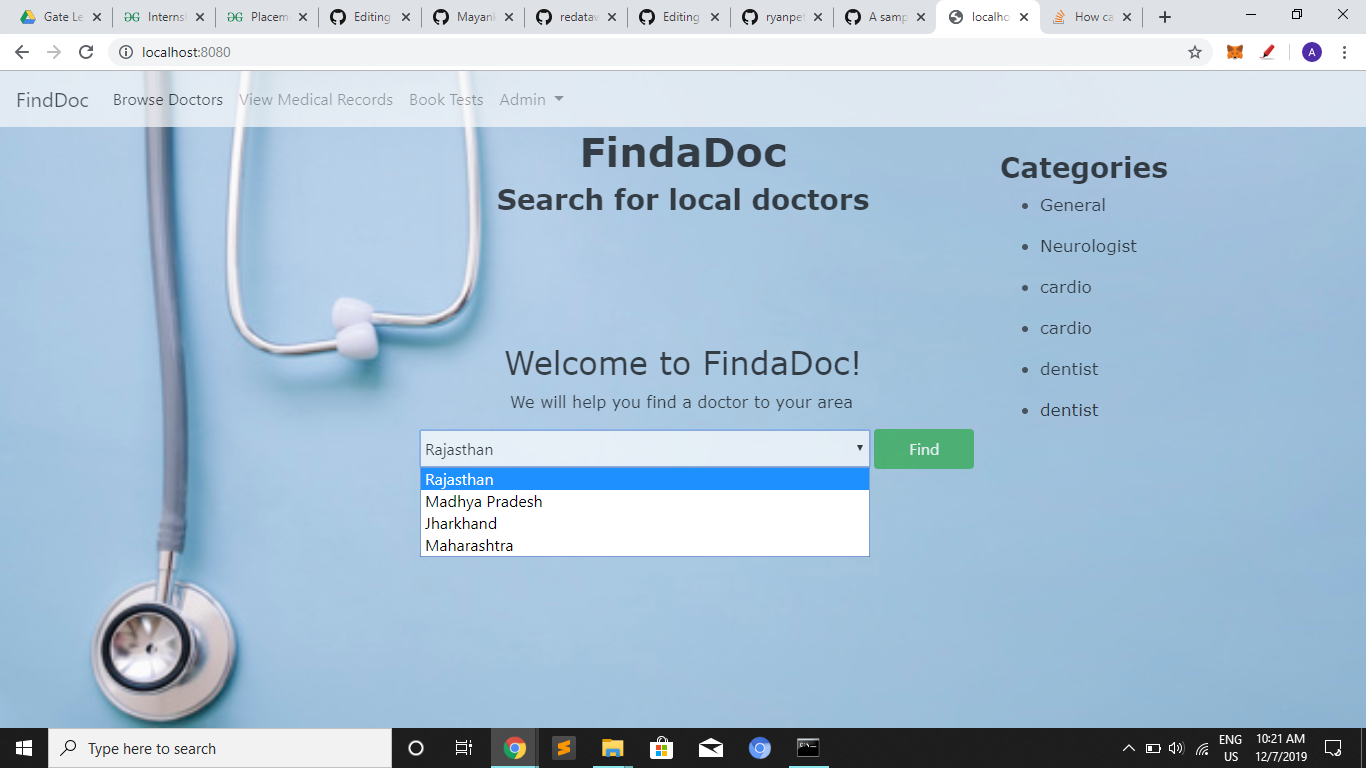 Gate Le
Interns
Placem
Editing
Mayan
redata
Editing
ryanpet
A samp
localho
How ca
localhost:8080
A
FindDoc Browse Doctors View Medical Records Book Tests Admin
FindaDoc
Search for local doctors
Categories
General
Neurologist
cardio
cardio
dentist
dentist
Welcome to FindaDoc!
We will help you find a doctor to your area
Rajasthan
Find
Rajasthan
Madhya Pradesh
Jharkhand
Maharashtra
Type here to search
ENG
US
10:21 AM
12/7/2019